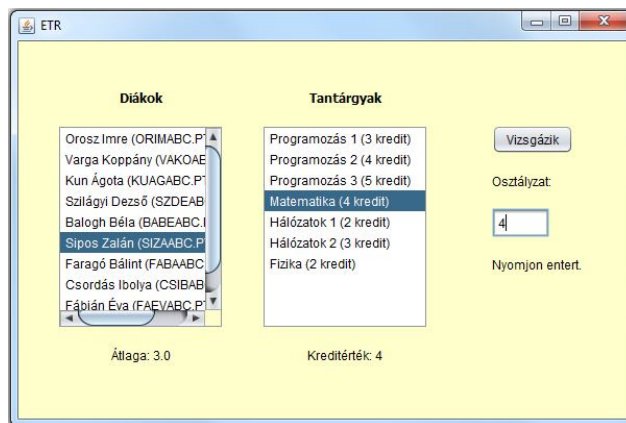 ETR
Diákok
Orosz Imre (ORIMABC.P
Varga Koppány (VAKOAE
Kun Ágota (KUAGABC.PT
Szilágyi Dezső (SZDEAB
Balogh Béla (BABEABC.
Sipos Zalán (SIZAABC.PT
Faragó Bálint (FABAABC
Csordás Ibolya (CSIBAB
Fábián Éva (FAEVABC.P
Átlaga: 3.0
Tantárgyak
Programozás 1 (3 kredit)
Programozás 2 (4 kredit)
Programozás 3 (5 kredit)
Matematika (4 kredit)
Hálózatok 1 (2 kredit)
Hálózatok 2 (3 kredit)
Fizika (2 kredit)
Kreditérték: 4
Vizsgázik
Osztályzat:
4
Nyomjon entert.